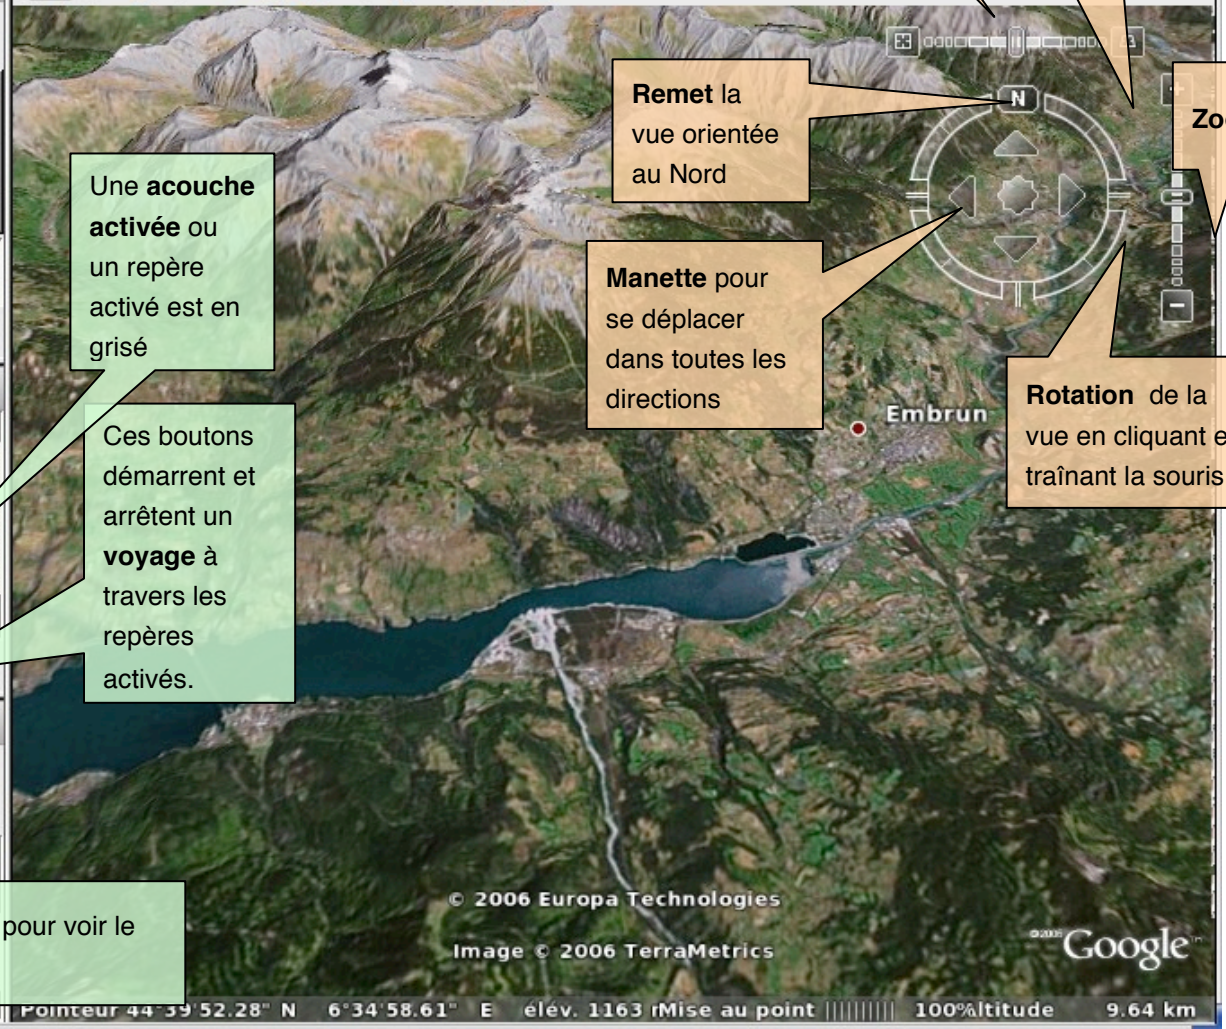 Remet la
vue orientée
au Nord
N
Une acouche
activée ou
un repère
activé est en
grisé
Manette pour
se déplacer
dans toutes les
directions
Rotation de la
vue en cliquant
traînant la souris
Embrun
Ces boutons
démarrent et
arrêtent un
voyage à
travers les
repères
activés.
pour voir le
© 2006 Europa Technologies
Image © 2006 TerraMetrics
©2006 Google™
Pointeur 44°39'52.28" N 6°34'58.61" E élév. 1163 Mise au point |||||||||| 100% ltitude 9.64 km